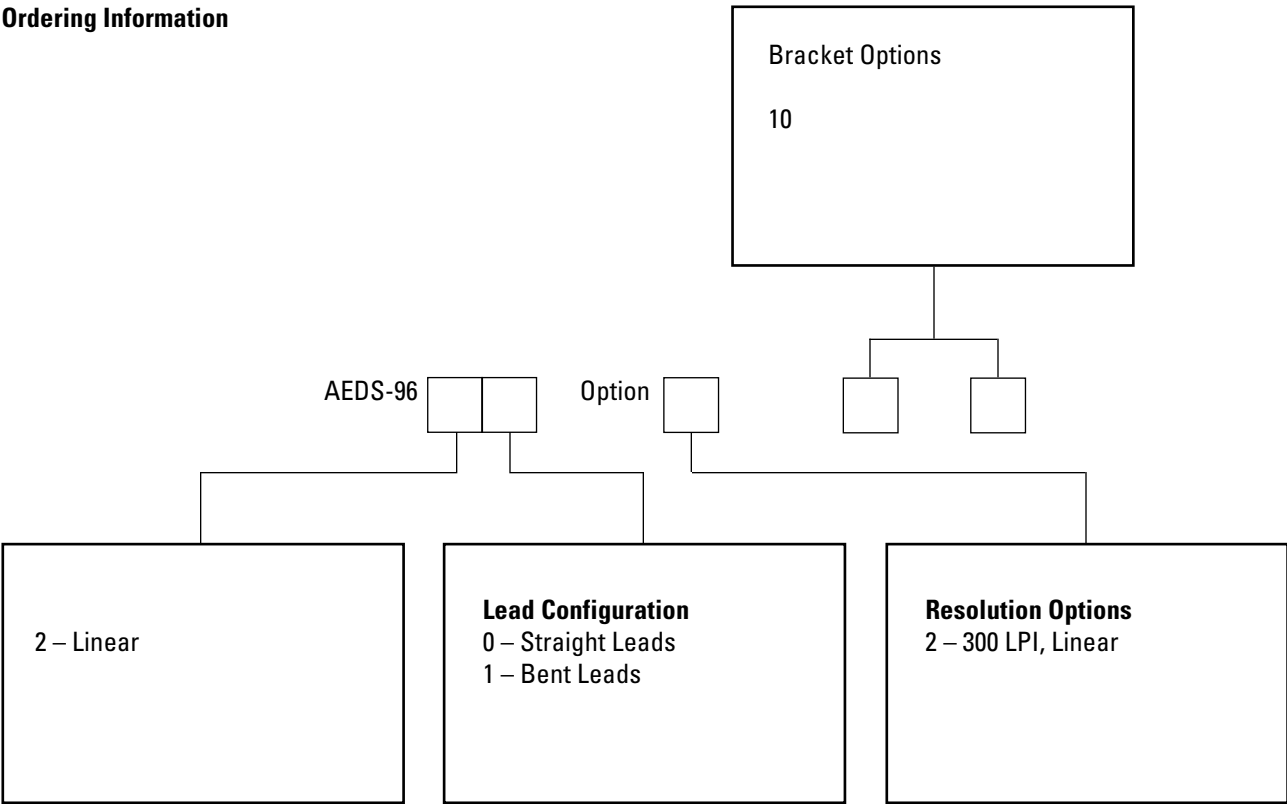 Ordering Information
Bracket Options
10
AEDS-96 Option
2 – Linear
Lead Configuration
0 – Straight Leads
1 – Bent Leads
Resolution Options
2 – 300 LPI, Linear